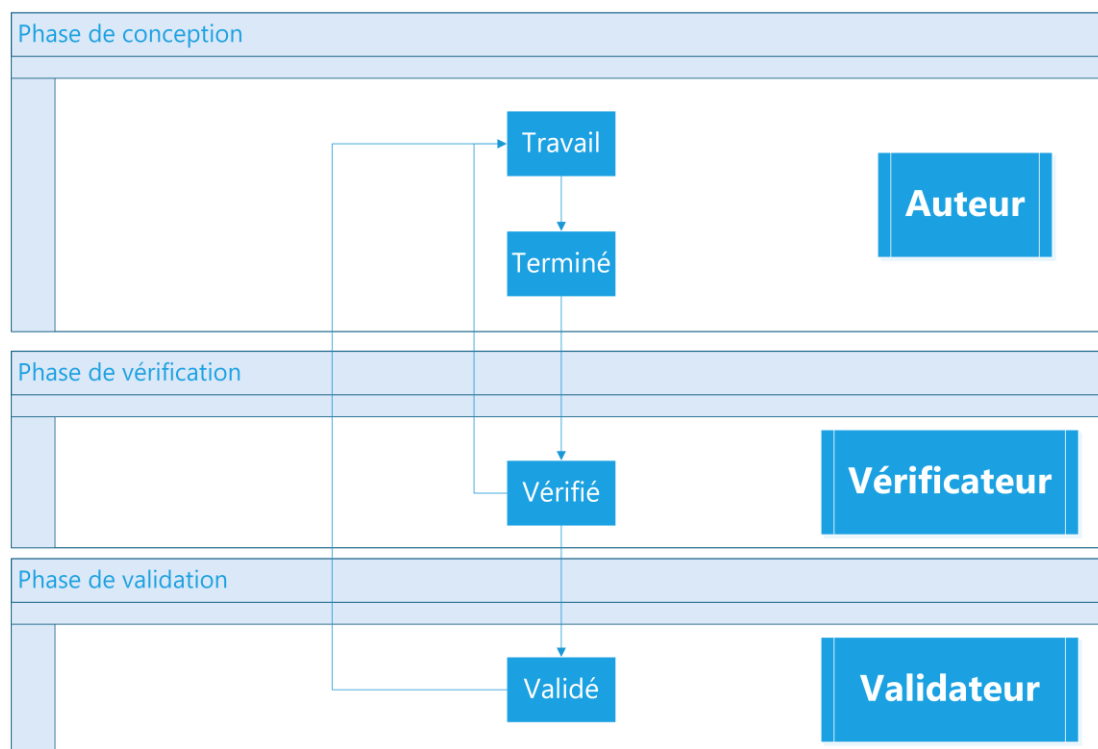 Phase de conception
Travail
Auteur
Terminé
Phase de vérification
Vérifié
Vérificateur
Phase de validation
Validé
Validateur